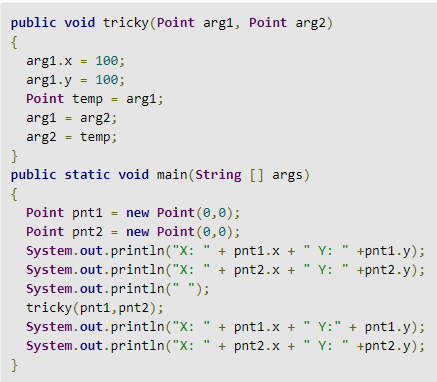 public void tricky(Point arg1, Point arg2)
{
  arg1.x = 100;
  arg1.y = 100;
  Point temp = arg1;
  arg1 = arg2;
  arg2 = temp;
}
public static void main(String [] args)
{
  Point pnt1 = new Point(0,0);
  Point pnt2 = new Point(0,0);
  System.out.println("X: " + pnt1.x + " Y: " +pnt1.y);
  System.out.println("X: " + pnt2.x + " Y: " +pnt2.y);
  System.out.println(" ");
  tricky(pnt1,pnt2);
  System.out.println("X: " + pnt1.x + " Y:" + pnt1.y);
  System.out.println("X: " + pnt2.x + " Y: " +pnt2.y);
}